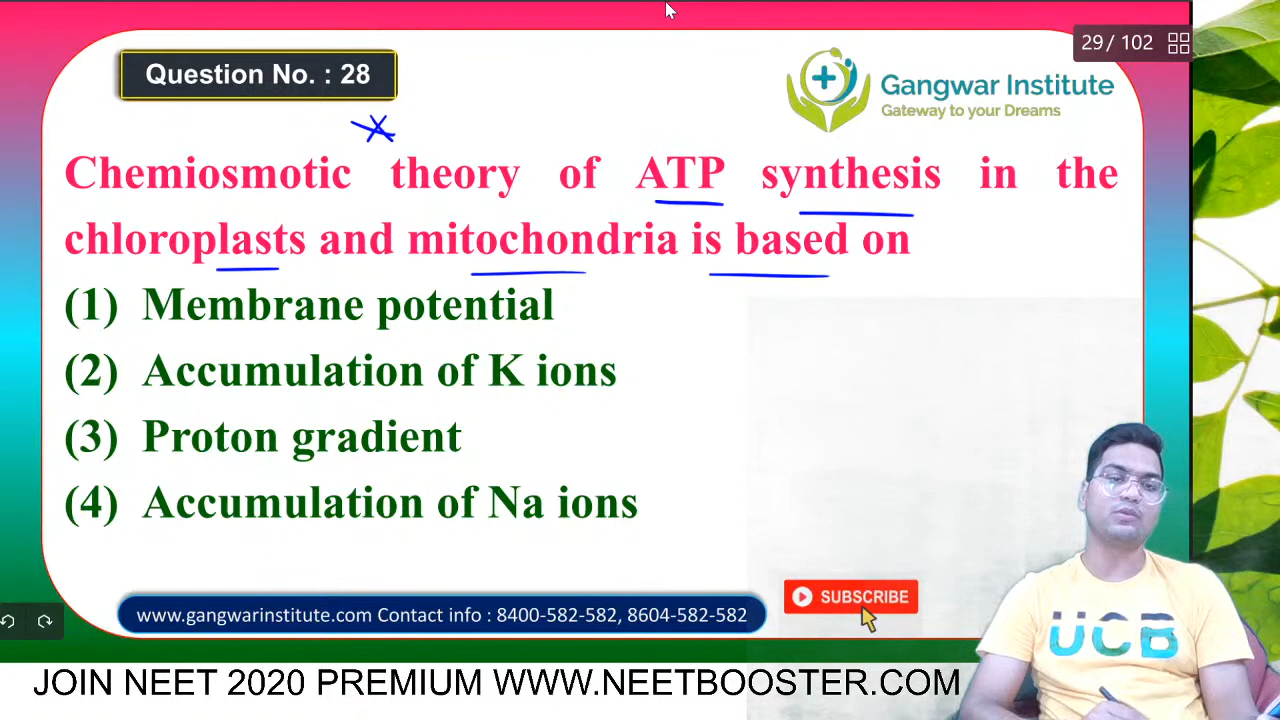 29 / 102
Question No. : 28
Gangwar Institute
Gateway to your Dreams
Chemiosmotic theory of ATP synthesis in the
chloroplasts and mitochondria is based on
(1) Membrane potential
(2) Accumulation of K ions
(3) Proton gradient
(4) Accumulation of Na ions
SUBSCRIBE
www.gangwarinstitute.com Contact info : 8400-582-582, 8604-582-582
UCB
JOIN NEET 2020 PREMIUM WWW.NEETBOOSTER.COM